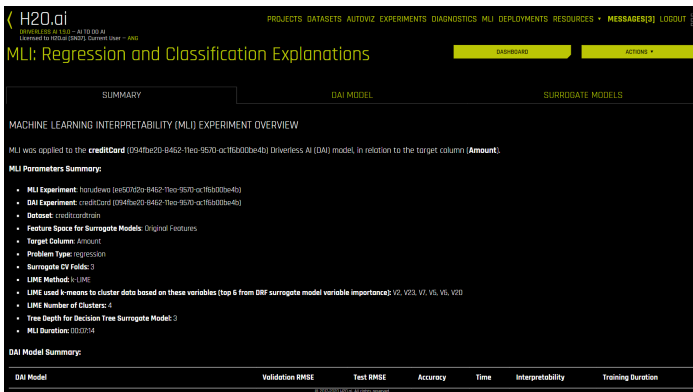 H2O.ai
DRIVERLESS AI 1.9.0 – AI TO DO AI
Licensed to H2O.ai (SN37). Current User – ANG
PROJECTS DATASETS AUTOVIZ EXPERIMENTS DIAGNOSTICS MLI DEPLOYMENTS RESOURCES MESSAGES[3] LOGOUT
MLI: Regression and Classification Explanations
DASHBOARD
ACTIONS
SUMMARY
DAI MODEL
SURROGATE MODELS
MACHINE LEARNING INTERPRETABILITY (MLI) EXPERIMENT OVERVIEW
MLI was applied to the creditCard (094fbe20-8462-11ea-9570-ac1f6b00be4b) Driverless AI (DAI) model, in relation to the target column (Amount).
MLI Parameters Summary:
• MLI Experiment: harudewa (ee507d2a-8462-11ea-9570-ac1f6b00be4b)
• DAI Experiment: creditCard (094fbe20-8462-11ea-9570-ac1f6b00be4b)
• Dataset: creditcardtrain
• Feature Space for Surrogate Models: Original Features
• Target Column: Amount
• Problem Type: regression
• Surrogate CV Folds: 3
• LIME Method: k-LIME
• LIME used k-means to cluster data based on these variables (top 6 from DRF surrogate model variable importance): V2, V23, V7, V5, V6, V20
• LIME Number of Clusters: 4
• Tree Depth for Decision Tree Surrogate Model: 3
• MLI Duration: 00:07:14
DAI Model Summary:
DAI Model Validation RMSE Test RMSE Accuracy Time Interpretability Training Duration
H2O.ai. All rights reserved.